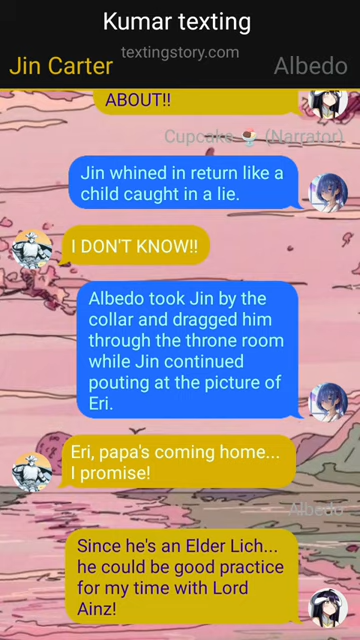 Kumar texting
textingstory.com
Jin Carter
Albedo
ABOUT!!
Cupcake 🍨 (Narrator)
Jin whined in return like a
child caught in a lie.
I DON'T KNOW!!
Albedo took Jin by the
collar and dragged him
through the throne room
while Jin continued
pouting at the picture of
Eri.
Eri, papa's coming home...
I promise!
Albedo
Since he's an Elder Lich...
he could be good practice
for my time with Lord
Ainz!